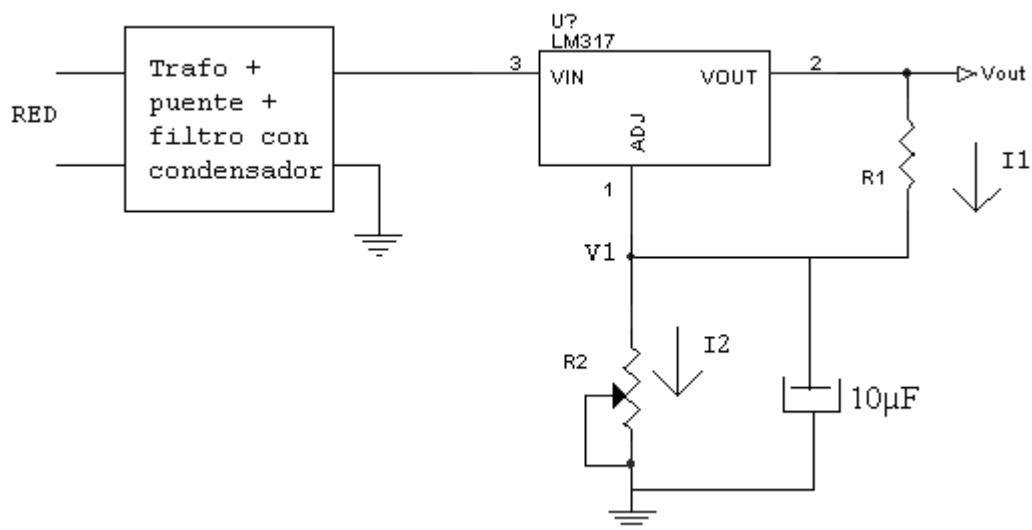 U?
LM317
Trafo +
puente +
filtro con
condensador
RED
3
VIN
VOUT
2
Vout
ADJ
1
R1
I1
V1
R2
I2
10µF